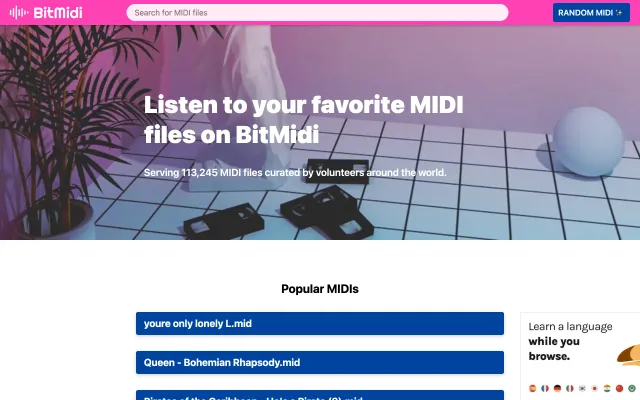 BitMidi
Search for MIDI files
RANDOM MIDI
Listen to your favorite MIDI
files on BitMidi
Serving 113,245 MIDI files curated by volunteers around the world.
Popular MIDIs
youre only lonely L.mid
Queen - Bohemian Rhapsody.mid
Learn a language
while you
browse.